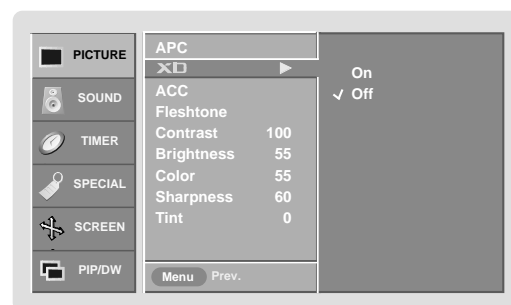 PICTURE
SOUND
TIMER
SPECIAL
SCREEN
PIP/DW
APC
XD
ACC
Fleshtone
Contrast 100
Brightness 55
Color 55
Sharpness 60
Tint 0
Menu Prev.
On
Off